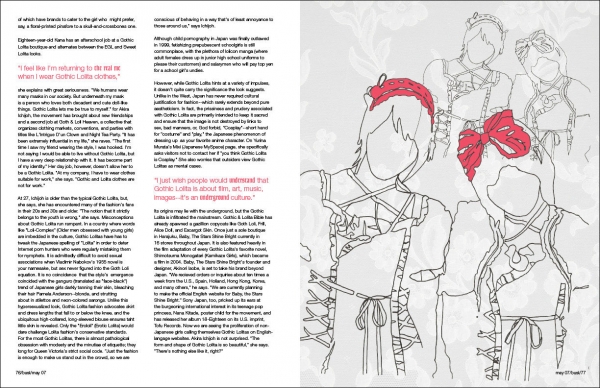 of which brands to cater to the girl who might prefer,
say, a floral-printed pinafore to a skull-and-crossbones one.
Eighteen-year-old Kana has an afterschool job at a Gothic
Lolita boutique and alternates between the EGL and Sweet
Lolita looks.
"I feel like I'm returning to the real me
when I wear Gothic Lolita clothes,"
she explains with great seriousness. "We humans wear
many masks in our society. But underneath my mask
is a person who loves both decadent and cute doll-like
things. Gothic Lolita lets me be true to myself." for Akira
Ichijoh, the movement has brought about new friendships
and a second job at Goth & Loli Heaven, a collective that
organizes clothing markets, conventions, and parties with
titles like L'Intrigue D'un Clown and Night Tea Party. "It has
been extremely influential in my life," she raves. "The first
time I saw my friend wearing the style, I was hooked. I'm
not saying I would be able to live without Gothic Lolita, but
I have a very deep relationship with it. It has become part
of my identity." Her day job, however, doesn't allow her to
be a Gothic Lolita. "At my company, I have to wear clothes
suitable for work," she says. "Gothic and Lolita clothes are
not for work."
At 27, Ichijoh is older than the typical Gothic Lolita, but,
she says, she has encountered many of the fashion's fans
in their 20s and 30s and older. "The notion that it strictly
belongs to the youth is wrong," she says. Misconceptions
about Gothic Lolita run rampant. In a country where words
like "Loli-Complex" (Older men obsessed with young girls)
are imbedded in the culture, Gothic Lolitas have has to
tweak the Japanese spelling of "Lolita" in order to deter
Internet porn hunters who were regularly mistaking them
for nymphets. It is admittedly difficult to avoid sexual
associations when Vladimir Nabokov's 1955 novel is
your namesake, but sex never figured into the Goth Loli
equation. It is no coincidence that the style's emergence
coincided with the ganguro (translated as "face-black")
trend of Japanese girls darkly tanning their skin, bleaching
their hair Pamela Anderson–blonde, and strutting
about in stilettos and neon-colored sarongs. Unlike this
hypersexualized look, Gothic Lolita fashion advocates skirt
and dress lengths that fall to or below the knee, and the
ubiquitous high-collared, long-sleeved blouse ensures taht
little skin is revealed. Only the "Erololi" (Erotic Lolita) would
dare challenge Lolita fashion's conservative standards.
For the most Gothic Lolitas, there is almost pathological
obsession with modesty and the minutiae of etiquette; they
long for Queen Victoria's strict social code. "Just the fashion
is enough to make us stand out in the crowd, so we are
conscious of behaving in a way that's of least annoyance to
those around us," says Ichijoh.
Although child pornography in Japan was finally outlawed
in 1999, fetishizing prepubescent schoolgirls is still
commonplace, with the plethora of lolicon manga (where
adult females dress up in junior high school uniforms to
please their customers) and salarymen who will pay top yen
for a school girl's undies.
However, while Gothic Lolita hints at a variety of impulses,
it doesn't quite carry the significance the look suggests.
Unlike in the West, Japan has never required cultural
justification for fashion--which rarely extends beyond pure
aestheticism. In fact, the prissiness and prudery associated
with Gothic Lolita are primarily intended to keep it sacred
and ensure that the image is not destroyed by links to
sex, bad manners, or, God forbid, "Cosplay"--short hand
for "costume" and "play," the Japanese phenomenon of
dressing up as your favorite anime character. On Yurina
Murata's Mixi (Japanese MySpace) page, she specifically
asks visitors not to contact her if "you think Gothic Lolita
is Cosplay." She also worries that outsiders view Gothic
Lolitas as mental cases.
"I just wish people would understand that
Gothic Lolita is about film, art, music,
images--it's an underground culture."
Its origins may lie with the underground, but the Gothic
Lolita is infiltrated the mainstream. Gothic & Lolita Bible has
already spawned a gazillion copycats like Goth Loli, Frill,
Alice Doll, and Escargot Skin. Once just a sole boutique
in Harajuku, Baby, The Stars Shine Bright currently in
16 stores throughout Japan. It is also featured heavily in
the film adaptation of every Gothic Lolita's favorite novel,
Shimotsuma Monogatari (Kamikaze Girls), which became
a film in 2004. Baby, The Stars Shine Bright's founder and
designer, Akinori Isobe, is set to take his brand beyond
Japan. "We recieved orders or inquiries about ten times a
week from the U.S., Spain, Holland, Hong Kong, Korea,
and many others," he says. "We are currently planning
to make the official English website for Baby, the Stars
Shine Bright." Sony Japan, too, pricked up its ears at
the burgeoning international interest in its teenage pop
princess, Nana Kitade, poster child for the movement, and
has released her album 18-Eighteen on its U.S. imprint,
Tofu Records. Now we are seeing the proliferation of non-
Japanese girls calling themselves Gothic Lolitas on English-
language websites. Akira Ichijoh is not surprised. "The
form and shape of Gothic Lolita is so beautiful," she says.
"There's nothing else like it, right?"
76/bust/may 07
may 07/bust/77